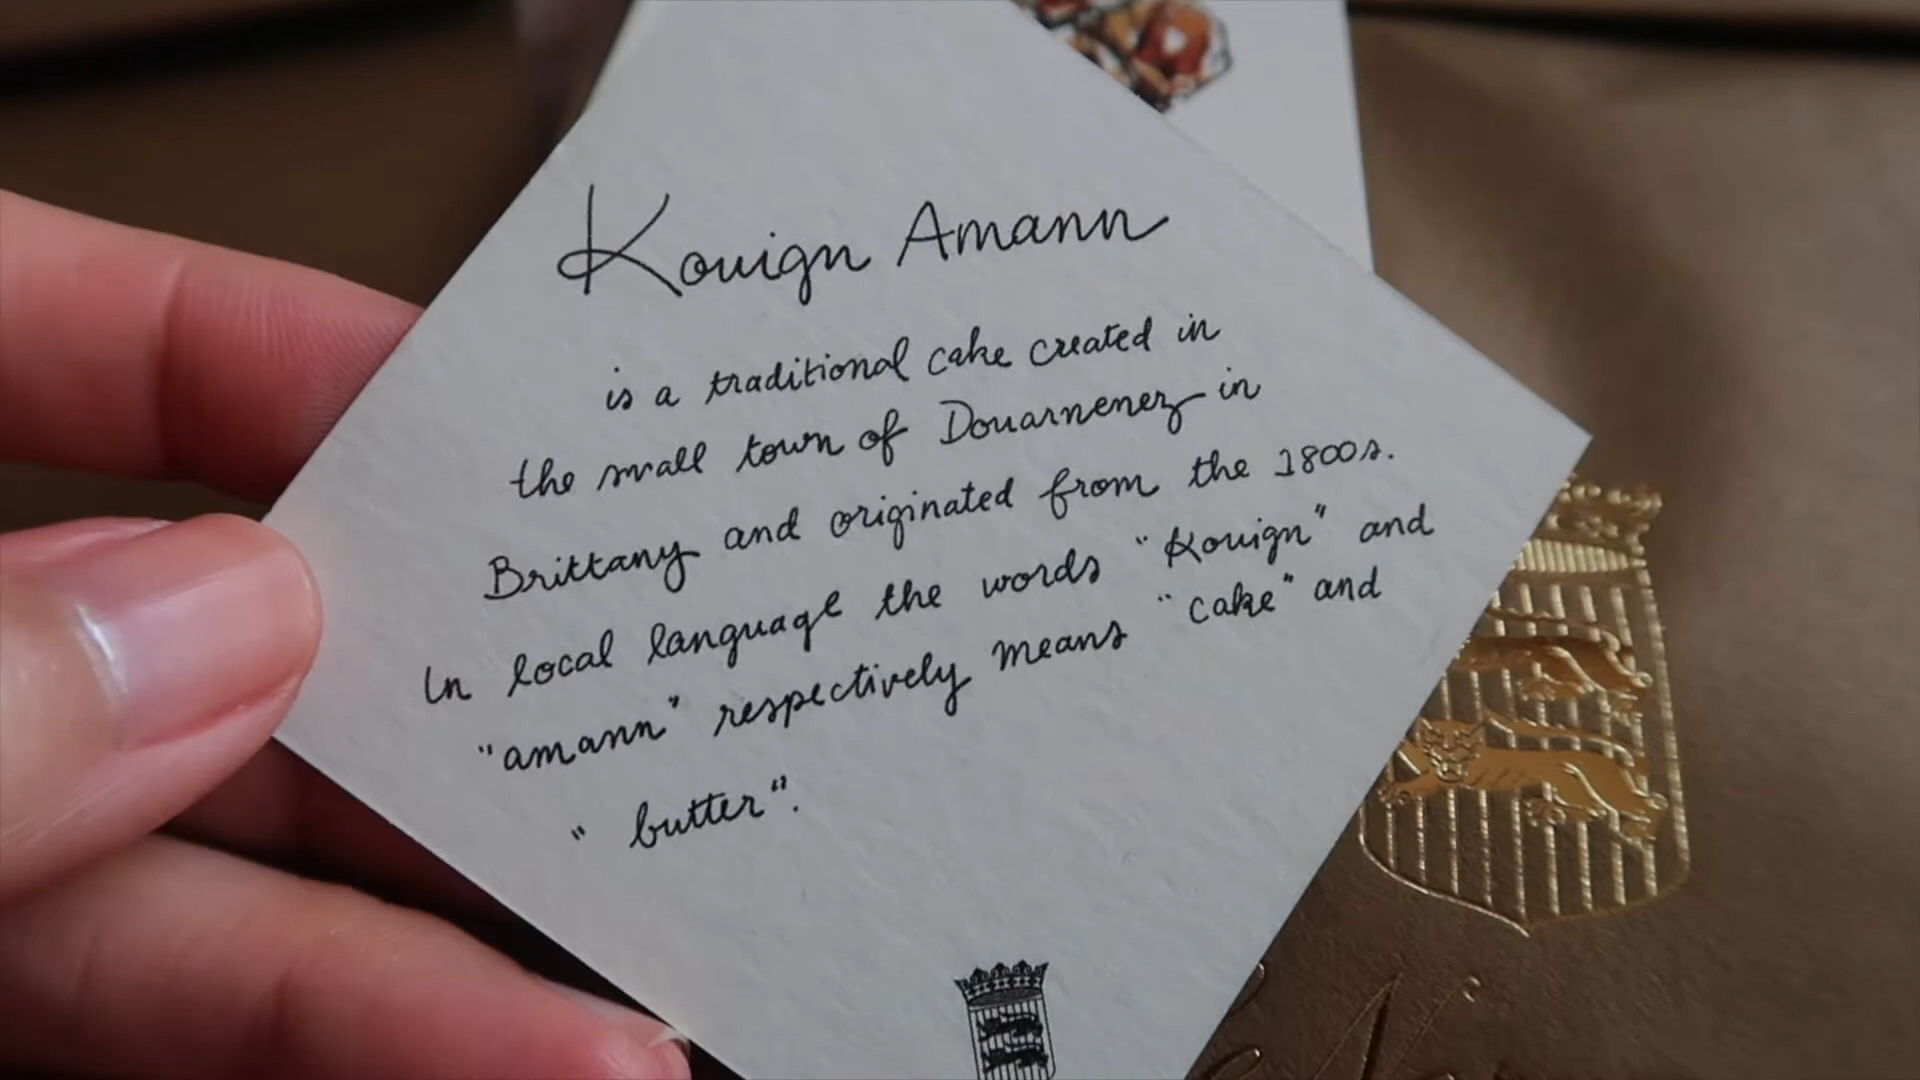 Kouign Amann
is a traditional cake created in
the small town of Douarnenez in
Brittany and originated from the 1800s.
In local language the words "Kouign" and
"amann" respectively means "cake" and
" butter".